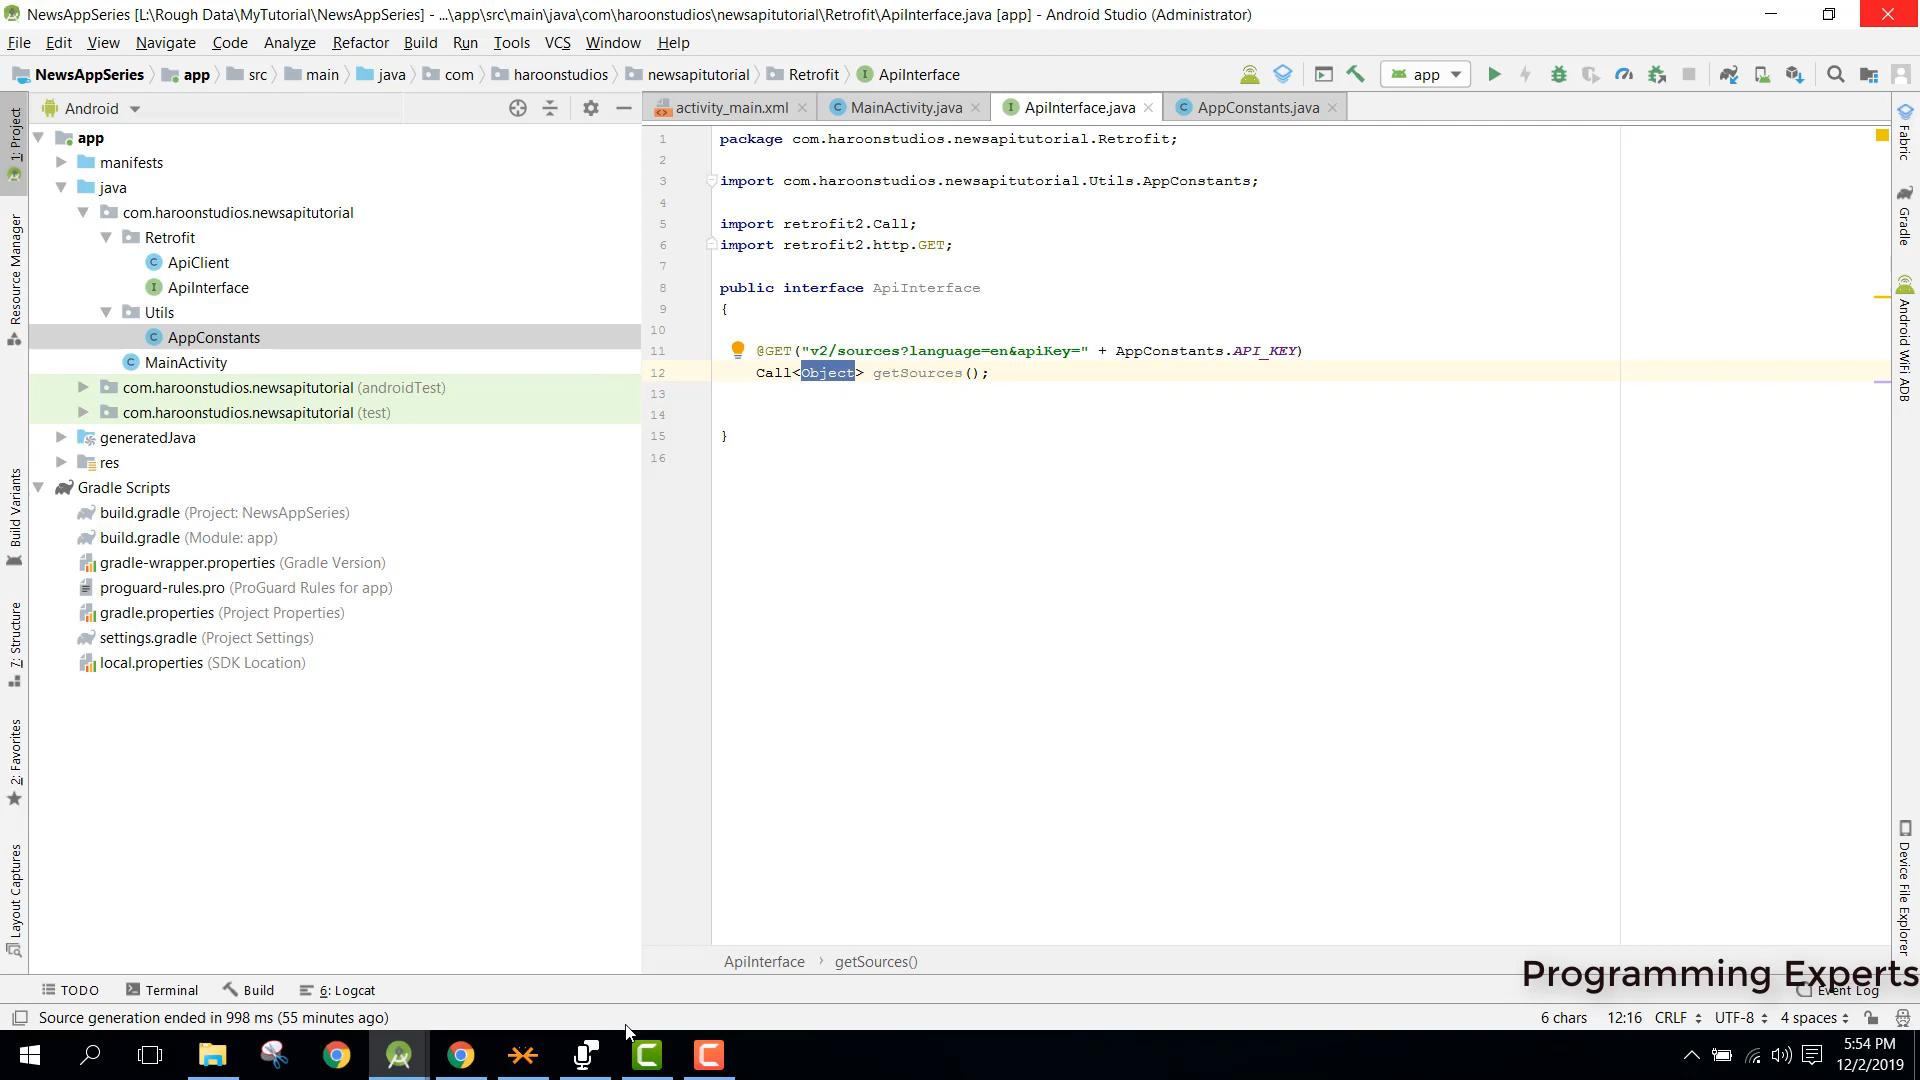 NewsAppSeries [L:\Rough Data\MyTutorial\NewsAppSeries] - ...\app\src\main\java\com\haroonstudios\newsapitutorial\Retrofit\ApiInterface.java [app] - Android Studio (Administrator)
File Edit View Navigate Code Analyze Refactor Build Run Tools VCS Window Help
NewsAppSeries app src main java com haroonstudios newsapitutorial Retrofit ApiInterface app
Android activity_main.xml MainActivity.java ApiInterface.java AppConstants.java
1: Project
Resource Manager
Build Variants
7: Structure
2: Favorites
Layout Captures
app
manifests
java
com.haroonstudios.newsapitutorial
Retrofit
ApiClient
ApiInterface
Utils
AppConstants
MainActivity
com.haroonstudios.newsapitutorial (androidTest)
com.haroonstudios.newsapitutorial (test)
generatedJava
res
Gradle Scripts
build.gradle (Project: NewsAppSeries)
build.gradle (Module: app)
gradle-wrapper.properties (Gradle Version)
proguard-rules.pro (ProGuard Rules for app)
gradle.properties (Project Properties)
settings.gradle (Project Settings)
local.properties (SDK Location)
1 package com.haroonstudios.newsapitutorial.Retrofit;
2
3 import com.haroonstudios.newsapitutorial.Utils.AppConstants;
4
5 import retrofit2.Call;
6 import retrofit2.http.GET;
7
8 public interface ApiInterface
9 {
10
11 @GET("v2/sources?language=en&apiKey=" + AppConstants.API_KEY)
12 Call<Object> getSources();
13
14
15 }
16
Fabric
Gradle
Android WiFi ADB
Device File Explorer
ApiInterface › getSources()
Programming Experts
TODO Terminal Build 6: Logcat Event Log
Source generation ended in 998 ms (55 minutes ago) 6 chars 12:16 CRLF UTF-8 4 spaces
5:54 PM
12/2/2019